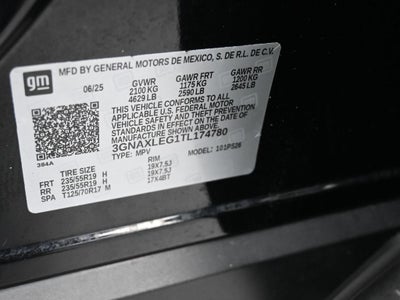 gm MFD BY GENERAL MOTORS DE MEXICO, S. DE R.L. DE C.V.
06/25 GVWR GAWR FRT GAWR RR
2100 KG 1175 KG 1200 KG
4629 LB 2590 LB 2645 LB
THIS VEHICLE CONFORMS TO ALL
APPLICABLE U.S. FEDERAL MOTOR
VEHICLE SAFETY AND THEFT
PREVENTION STANDARDS IN EFFECT
ON THE DATE OF MANUFACTURE
SHOWN ABOVE.
3GNAXLEG1TL174780
TYPE: MPV MODEL: 101PS26
TIRE SIZE RIM
FRT 235/55R19 H 19X7.5J
RR 235/55R19 H 19X7.5J
SPA T125/70R17 M 17X4BT